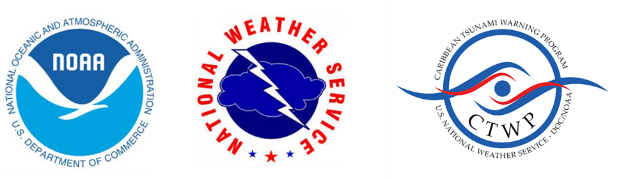 NATIONAL OCEANIC AND ATMOSPHERIC ADMINISTRATION
NOAA
U.S. DEPARTMENT OF COMMERCE
NATIONAL WEATHER SERVICE
CARIBBEAN TSUNAMI WARNING PROGRAM
CTWP
U.S. NATIONAL WEATHER SERVICE - DOC/NOAA